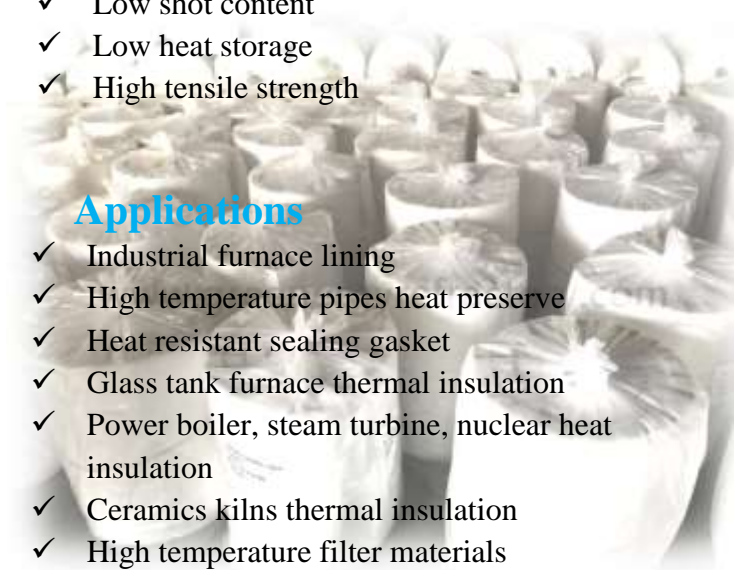 ✓ Low shot content
✓ Low heat storage
✓ High tensile strength
Applications
✓ Industrial furnace lining
✓ High temperature pipes heat preserve
✓ Heat resistant sealing gasket
✓ Glass tank furnace thermal insulation
✓ Power boiler, steam turbine, nuclear heat
insulation
✓ Ceramics kilns thermal insulation
✓ High temperature filter materials
.com